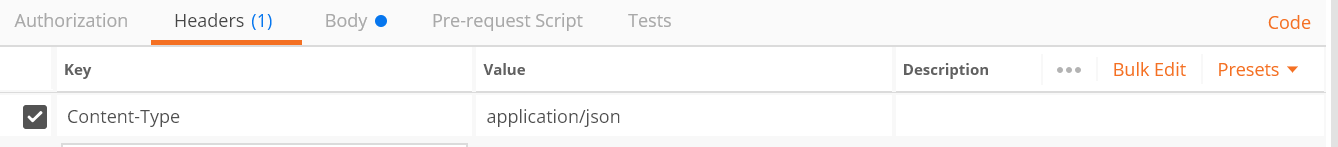 Authorization Headers (1) Body Pre-request Script Tests Code
Key Value Description ••• Bulk Edit Presets
Content-Type application/json